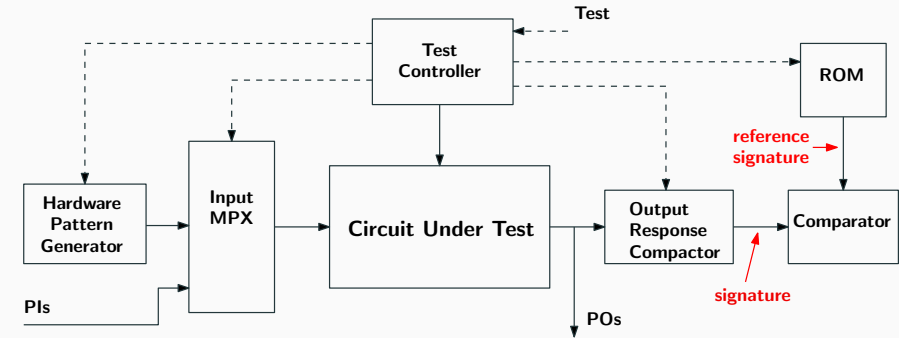 Test
Test
Controller
ROM
reference
signature
Hardware
Pattern
Generator
Input
MPX
Circuit Under Test
Output
Response
Compactor
Comparator
signature
PIs
POs